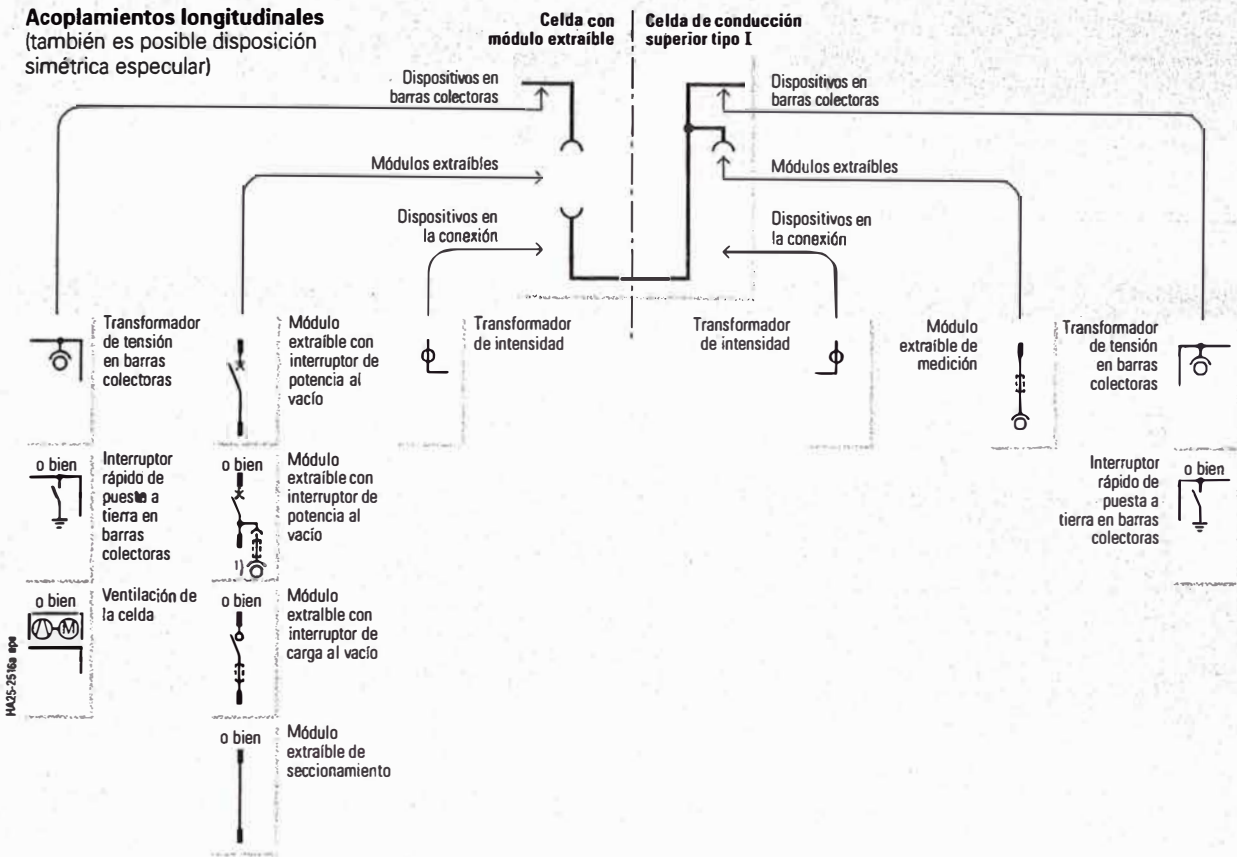 Acoplamientos longitudinales
(también es posible disposición
simétrica especular)
Celda con
módulo extraíble
Celda de conducción
superior tipo I
Dispositivos en
barras colectoras
Dispositivos en
barras colectoras
Módulos extraíbles
Módulos extraíbles
Dispositivos en
la conexión
Dispositivos en
la conexión
Transformador
de tensión
en barras
colectoras
Módulo
extraíble con
interruptor de
potencia al
vacío
Transformador
de intensidad
Transformador
de intensidad
Módulo
extraíble de
medición
Transformador
de tensión
en barras
colectoras
o bien
Interruptor
rápido de
puesta a
tierra en
barras
colectoras
o bien
1)
Módulo
extraíble con
interruptor de
potencia al
vacío
Interruptor
rápido de
puesta a
tierra en barras
colectoras
o bien
o bien
M
Ventilación de
la celda
o bien
Módulo
extraíble con
interruptor de
carga al vacío
o bien
Módulo
extraíble de
seccionamiento
HA25-2516a eps